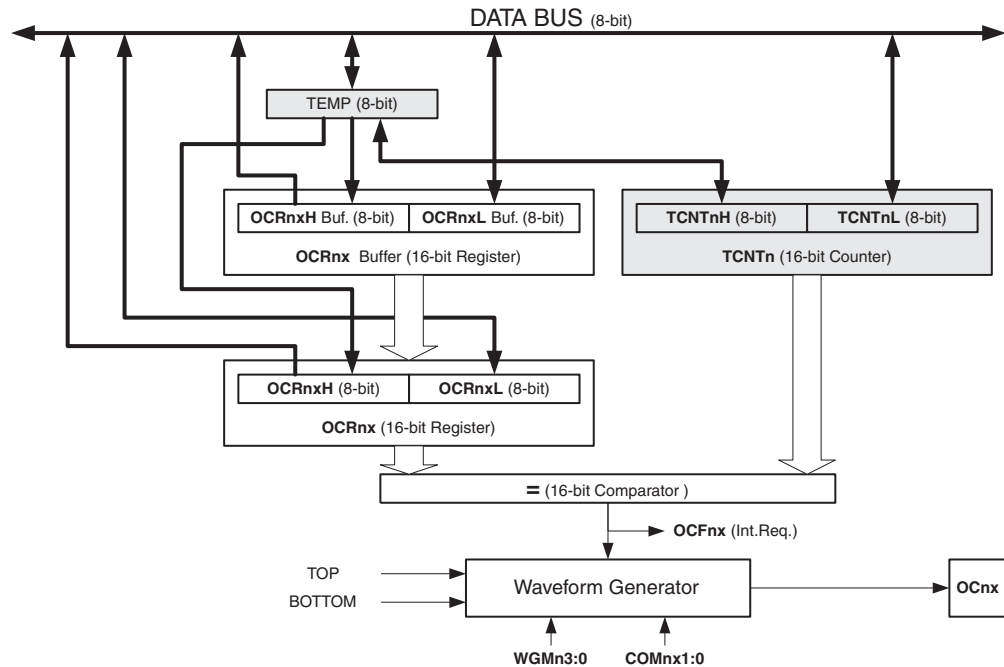 DATA BUS (8-bit)
TEMP (8-bit)
OCRnxH Buf. (8-bit) OCRnxL Buf. (8-bit)
OCRnx Buffer (16-bit Register)
TCNTnH (8-bit) TCNTnL (8-bit)
TCNTn (16-bit Counter)
OCRnxH (8-bit) OCRnxL (8-bit)
OCRnx (16-bit Register)
= (16-bit Comparator )
OCFnx (Int.Req.)
TOP
BOTTOM
Waveform Generator
OCnx
WGMn3:0 COMnx1:0